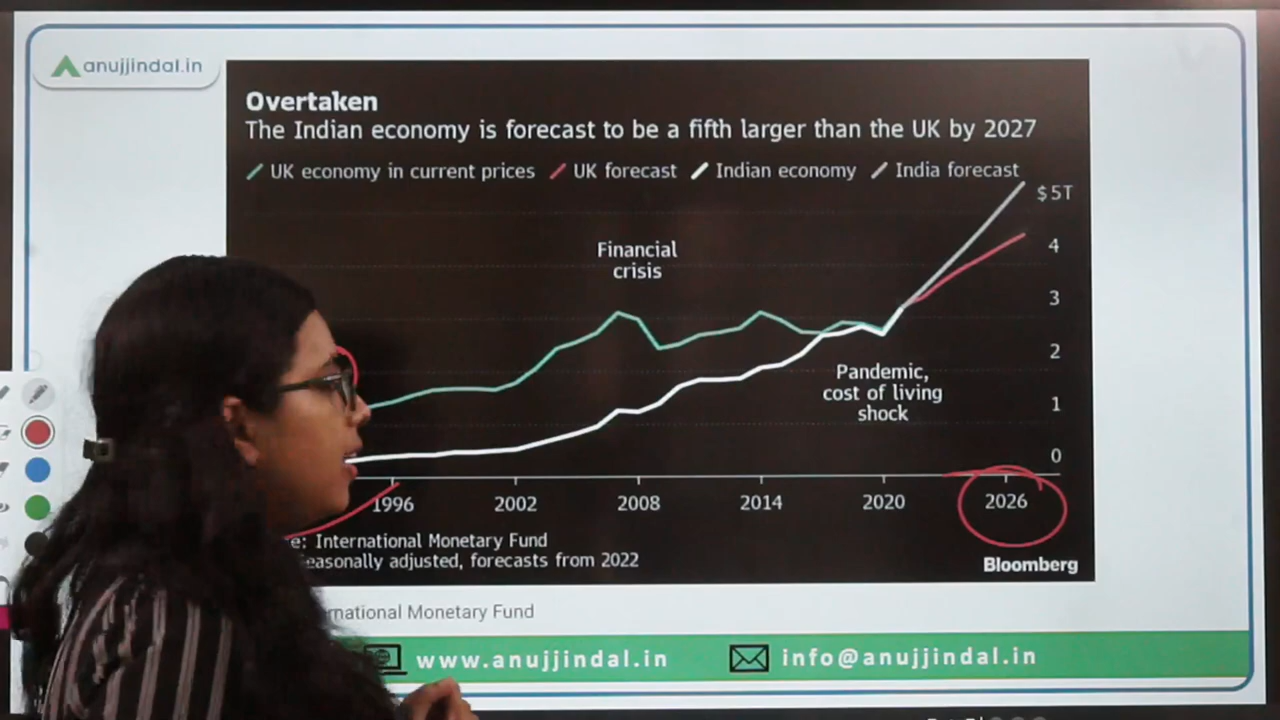 anujjindal.in
Overtaken
The Indian economy is forecast to be a fifth larger than the UK by 2027
UK economy in current prices UK forecast Indian economy India forecast
$5T
Financial
crisis
4
3
2
Pandemic,
cost of living
shock
1
0
1996 2002 2008 2014 2020 2026
e: International Monetary Fund
easonally adjusted, forecasts from 2022
Bloomberg
rnational Monetary Fund
www.anujjindal.in info@anujjindal.in